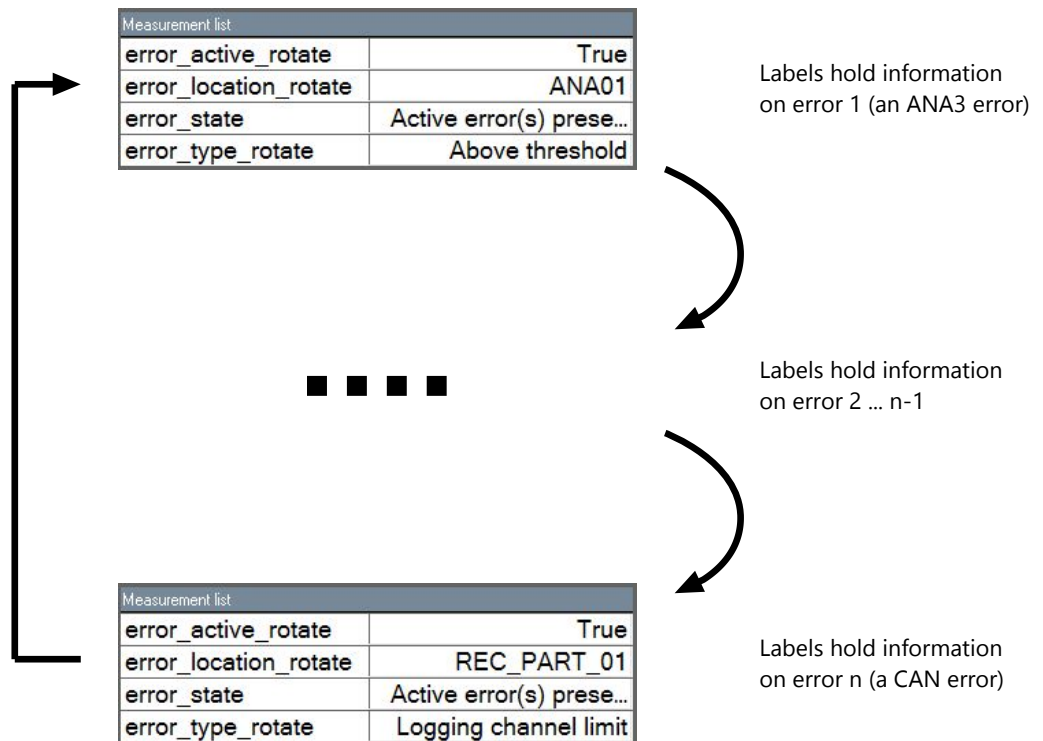 Measurement list
error_active_rotate True
error_location_rotate ANA01
error_state Active error(s) prese...
error_type_rotate Above threshold
Labels hold information
on error 1 (an ANA3 error)
Labels hold information
on error 2 ... n-1
Measurement list
error_active_rotate True
error_location_rotate REC_PART_01
error_state Active error(s) prese...
error_type_rotate Logging channel limit
Labels hold information
on error n (a CAN error)